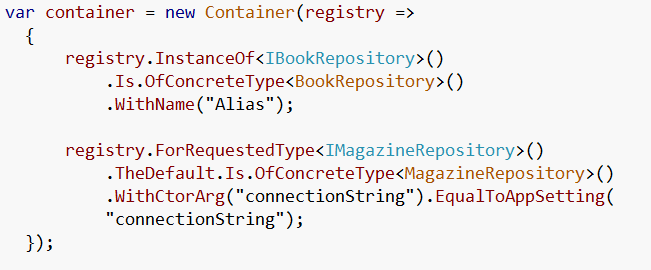 var container = new Container(registry =>
{
registry.InstanceOf<IBookRepository>()
.Is.OfConcreteType<BookRepository>()
.WithName("Alias");
registry.ForRequestedType<IMagazineRepository>()
.TheDefault.Is.OfConcreteType<MagazineRepository>()
.WithCtorArg("connectionString").EqualToAppSetting(
"connectionString");
});